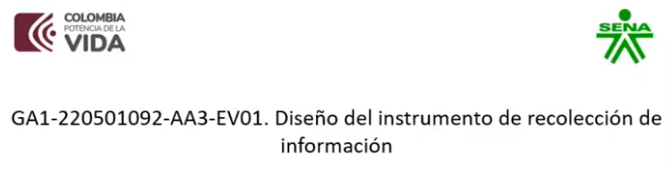 COLOMBIA
POTENCIA DE LA
VIDA
SENA
GA1-220501092-AA3-EV01. Diseño del instrumento de recolección de
información